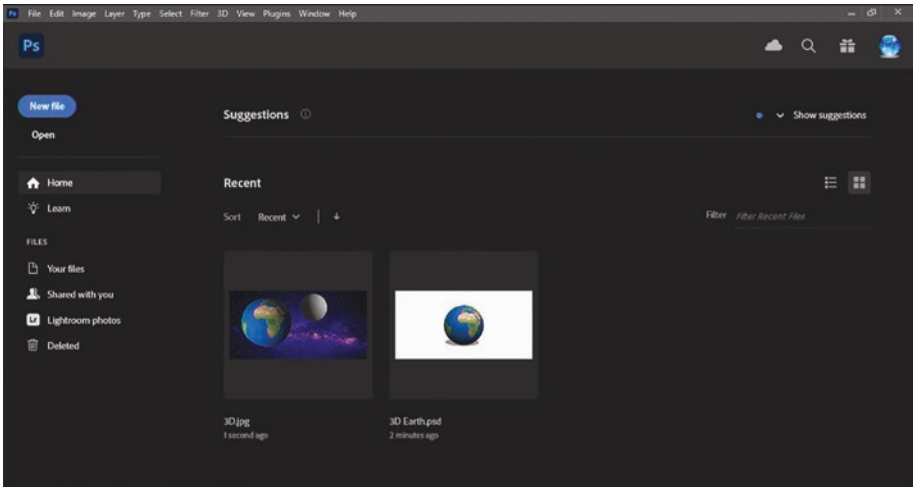 Ps File Edit Image Layer Type Select Filter 3D View Plugins Window Help
Ps
New file
Open
Home
Learn
FILES
Your files
Shared with you
Lr Lightroom photos
Deleted
Suggestions
Show suggestions
Recent
Sort Recent
Filter Filter Recent Files
3D.jpg
1 second ago
3D Earth.psd
2 minutes ago